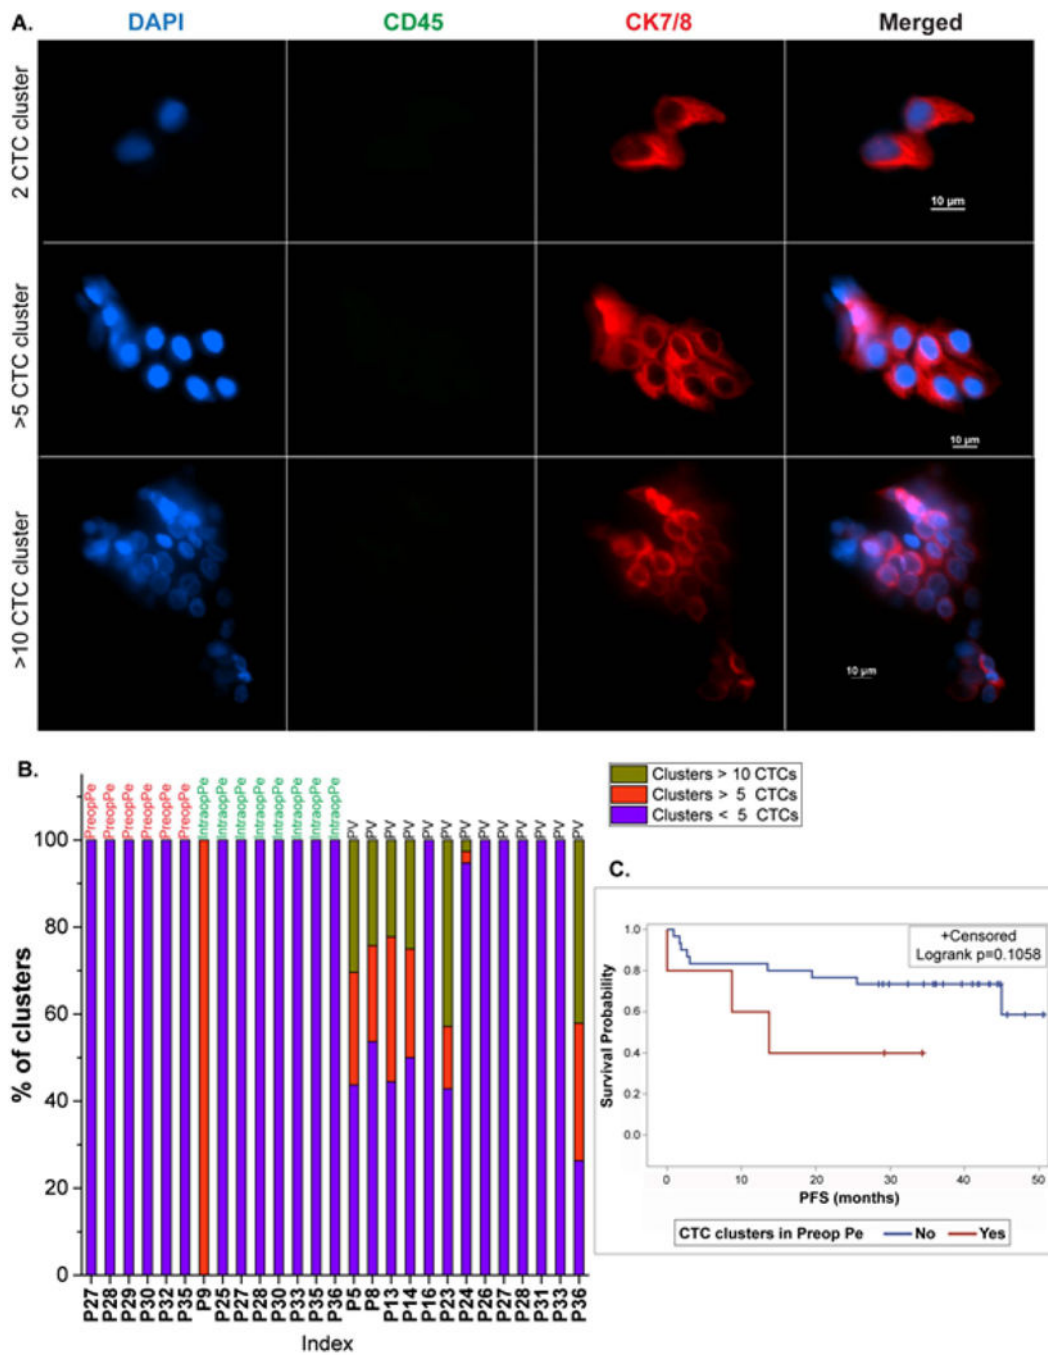 A. DAPI CD45 CK7/8 Merged
2 CTC cluster
10 µm
>5 CTC cluster
10 µm
>10 CTC cluster
10 µm
B.
PreopPe PreopPe PreopPe PreopPe PreopPe PreopPe IntraopPe IntraopPe IntraopPe IntraopPe IntraopPe IntraopPe IntraopPe IntraopPe PV PV PV PV PV PV PV PV PV PV PV PV PV
Clusters > 10 CTCs
Clusters > 5 CTCs
Clusters < 5 CTCs
% of clusters
100
80
60
40
20
0
P27 P28 P29 P30 P32 P35 P9 P25 P27 P28 P30 P33 P35 P36 P5 P8 P13 P14 P16 P23 P24 P26 P27 P28 P31 P33 P36
Index
C.
+Censored
Logrank p=0.1058
Survival Probability
1.0
0.8
0.6
0.4
0.2
0.0
0 10 20 30 40 50
PFS (months)
CTC clusters in Preop Pe No Yes